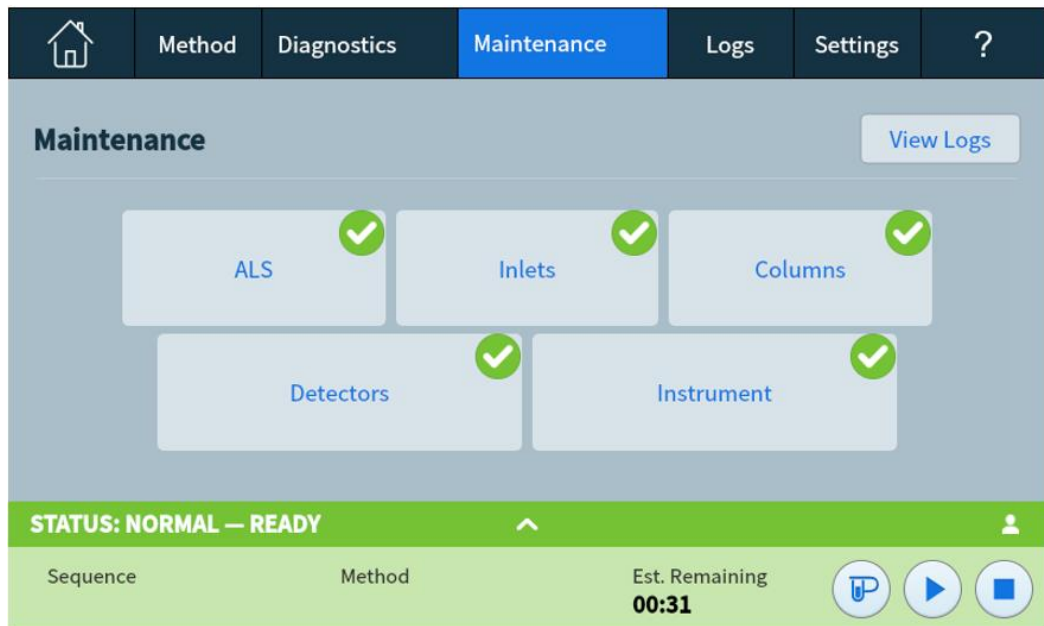 Method Diagnostics Maintenance Logs Settings ?
Maintenance View Logs
ALS Inlets Columns
Detectors Instrument
STATUS: NORMAL — READY
Sequence Method Est. Remaining
00:31